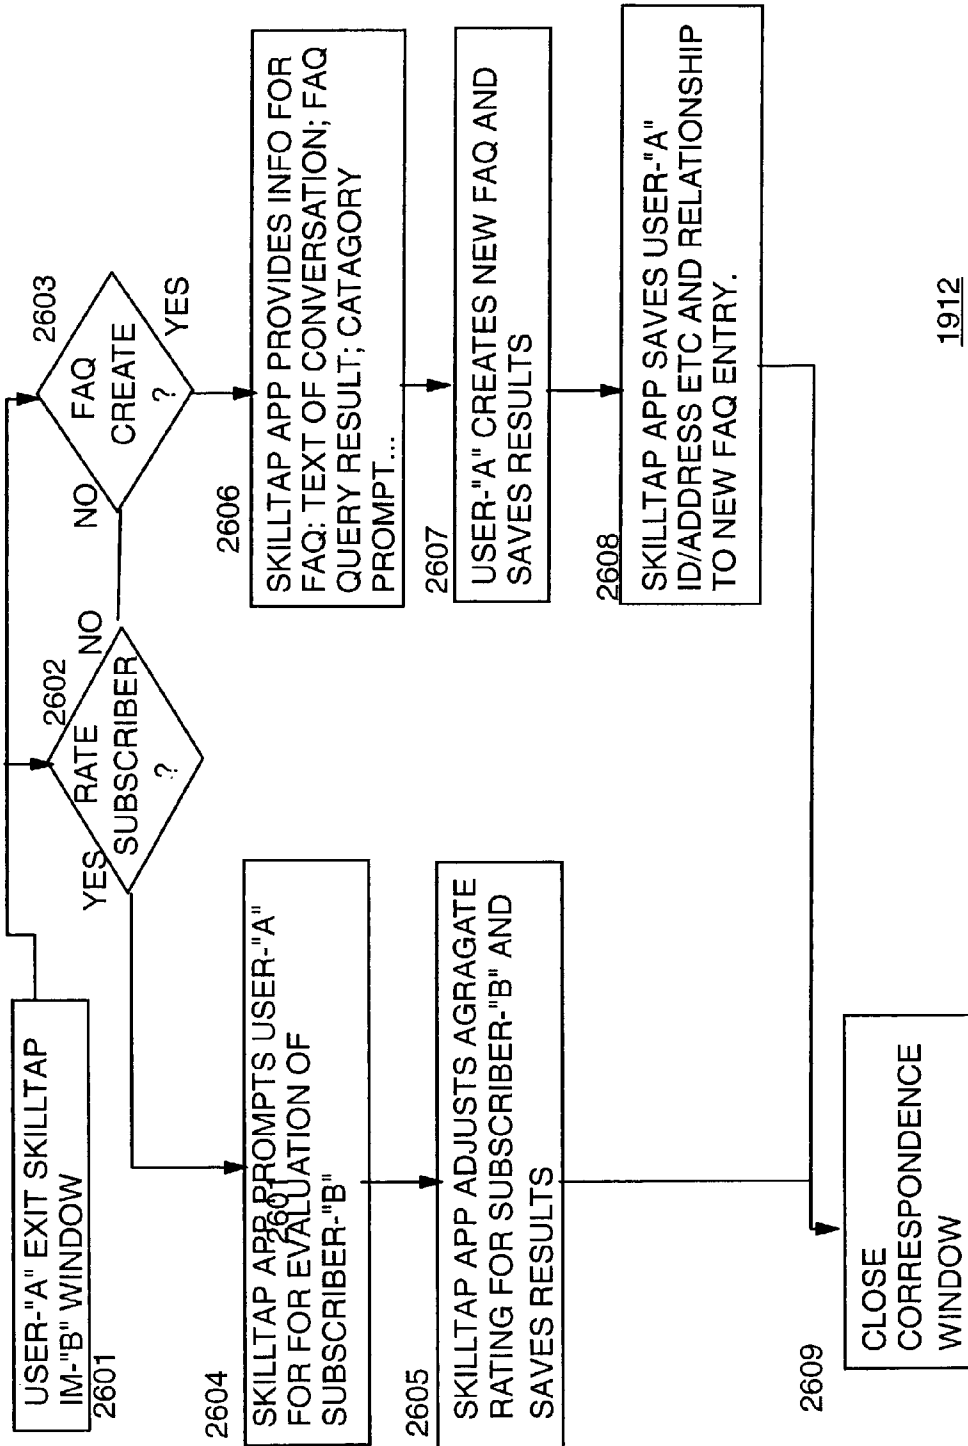 USER-"A" EXIT SKILLTAP
IM-"B" WINDOW
2601
2602
RATE
SUBSCRIBER
?
YES
NO
2603
FAQ
CREATE
?
NO
YES
2604
SKILLTAP APP PROMPTS USER-"A"
FOR FOR EVALUATION OF
SUBSCRIBER-"B"
2601
2605
SKILLTAP APP ADJUSTS AGRAGATE
RATING FOR SUBSCRIBER-"B" AND
SAVES RESULTS
2606
SKILLTAP APP PROVIDES INFO FOR
FAQ: TEXT OF CONVERSATION; FAQ
QUERY RESULT; CATAGORY
PROMPT...
2607
USER-"A" CREATES NEW FAQ AND
SAVES RESULTS
2608
SKILLTAP APP SAVES USER-"A"
ID/ADDRESS ETC AND RELATIONSHIP
TO NEW FAQ ENTRY.
2609
CLOSE
CORRESPONDENCE
WINDOW
1912